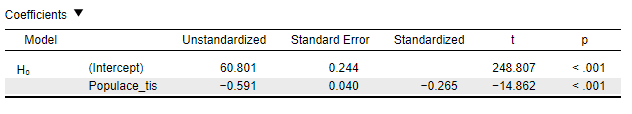 Coefficients ▼
Model Unstandardized Standard Error Standardized t p
H₀ (Intercept) 60.801 0.244 248.807 < .001
Populace_tis −0.591 0.040 −0.265 −14.862 < .001